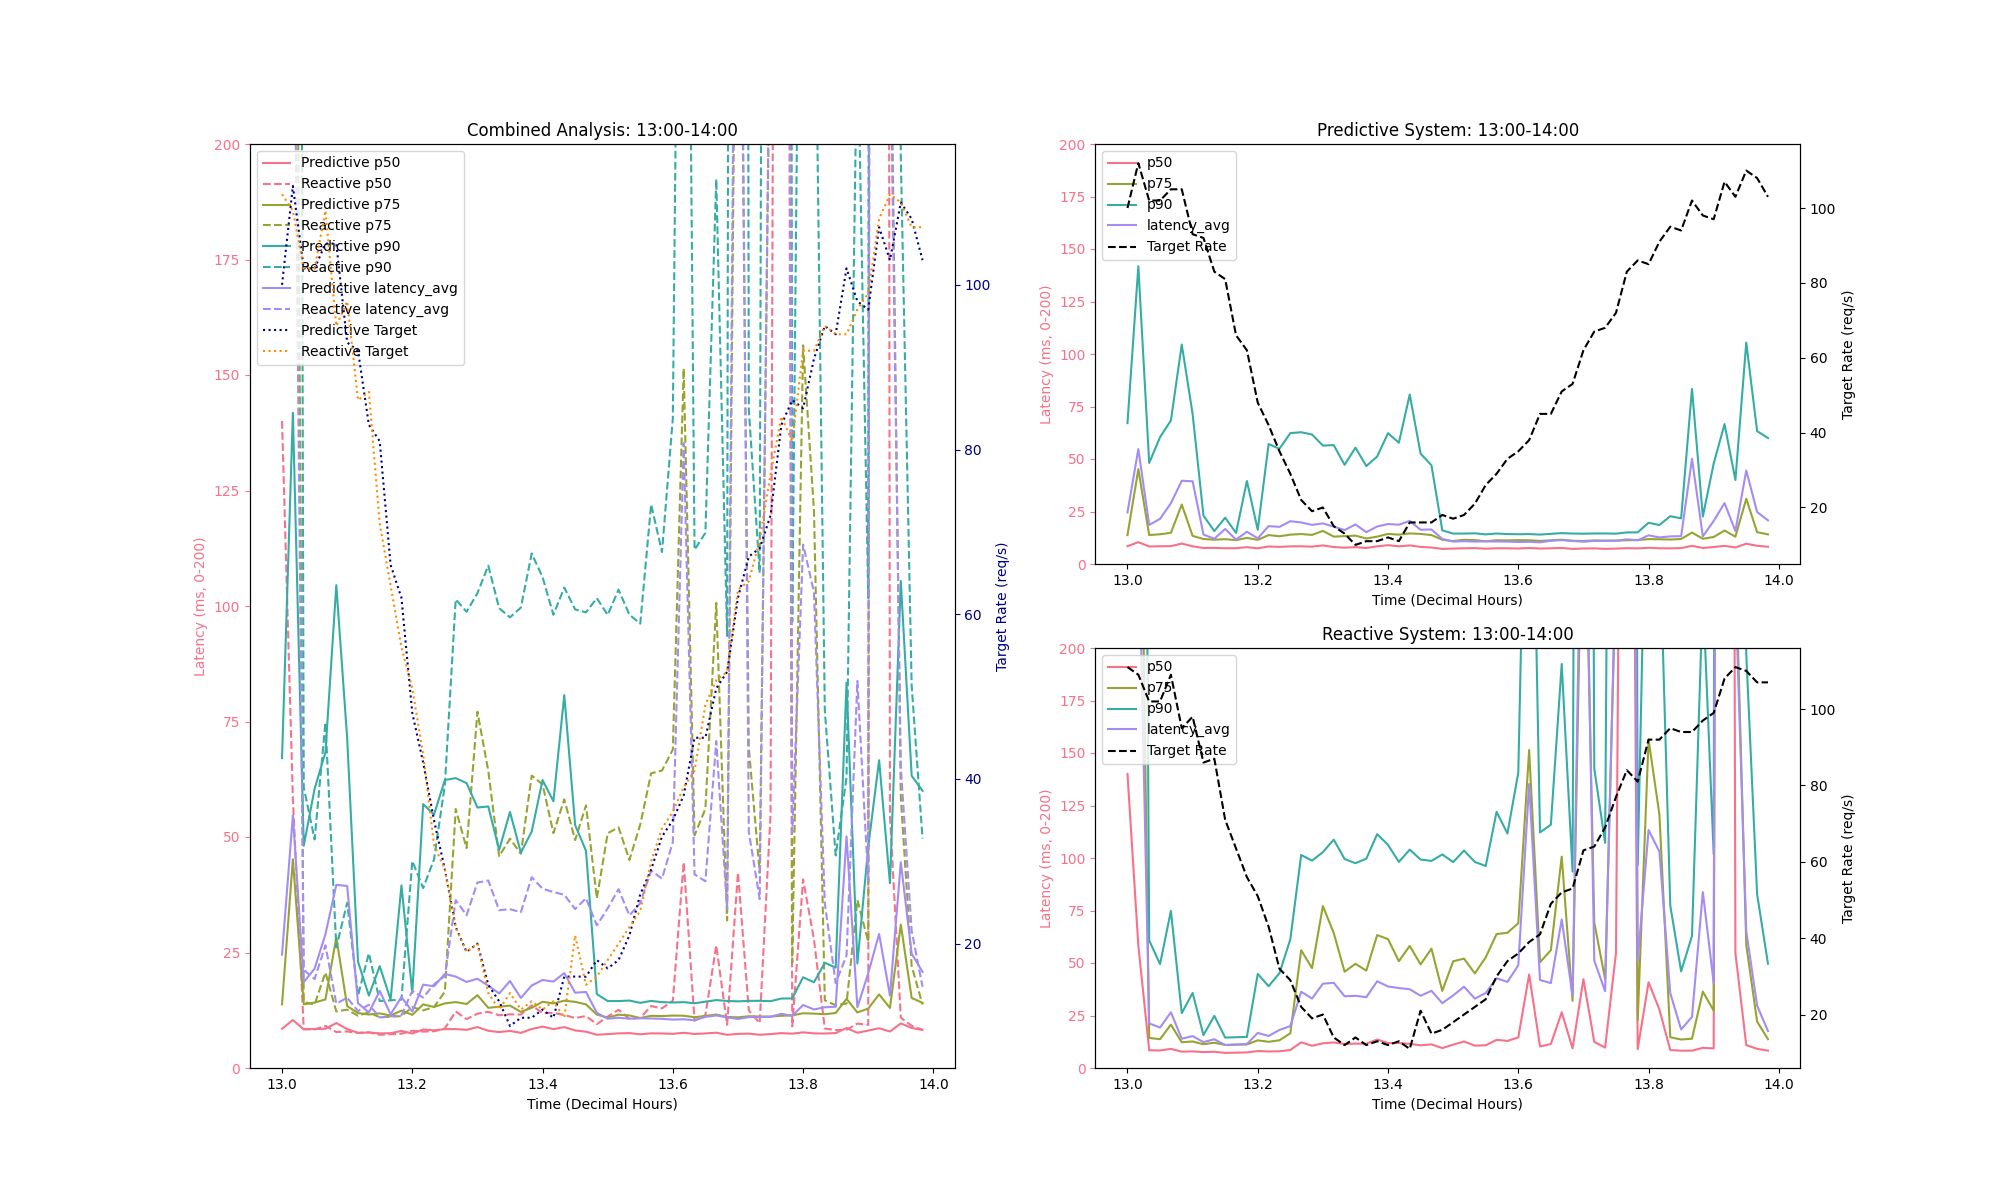 Combined Analysis: 13:00-14:00
Latency (ms, 0-200)
200
175
150
125
100
75
50
25
0
Predictive p50
Reactive p50
Predictive p75
Reactive p75
Predictive p90
Reactive p90
Predictive latency_avg
Reactive latency_avg
Predictive Target
Reactive Target
100
80
60
40
20
Target Rate (req/s)
13.0 13.2 13.4 13.6 13.8 14.0
Time (Decimal Hours)
Predictive System: 13:00-14:00
Latency (ms, 0-200)
200
175
150
125
100
75
50
25
0
p50
p75
p90
latency_avg
Target Rate
100
80
60
40
20
Target Rate (req/s)
13.0 13.2 13.4 13.6 13.8 14.0
Time (Decimal Hours)
Reactive System: 13:00-14:00
Latency (ms, 0-200)
200
175
150
125
100
75
50
25
0
p50
p75
p90
latency_avg
Target Rate
100
80
60
40
20
Target Rate (req/s)
13.0 13.2 13.4 13.6 13.8 14.0
Time (Decimal Hours)